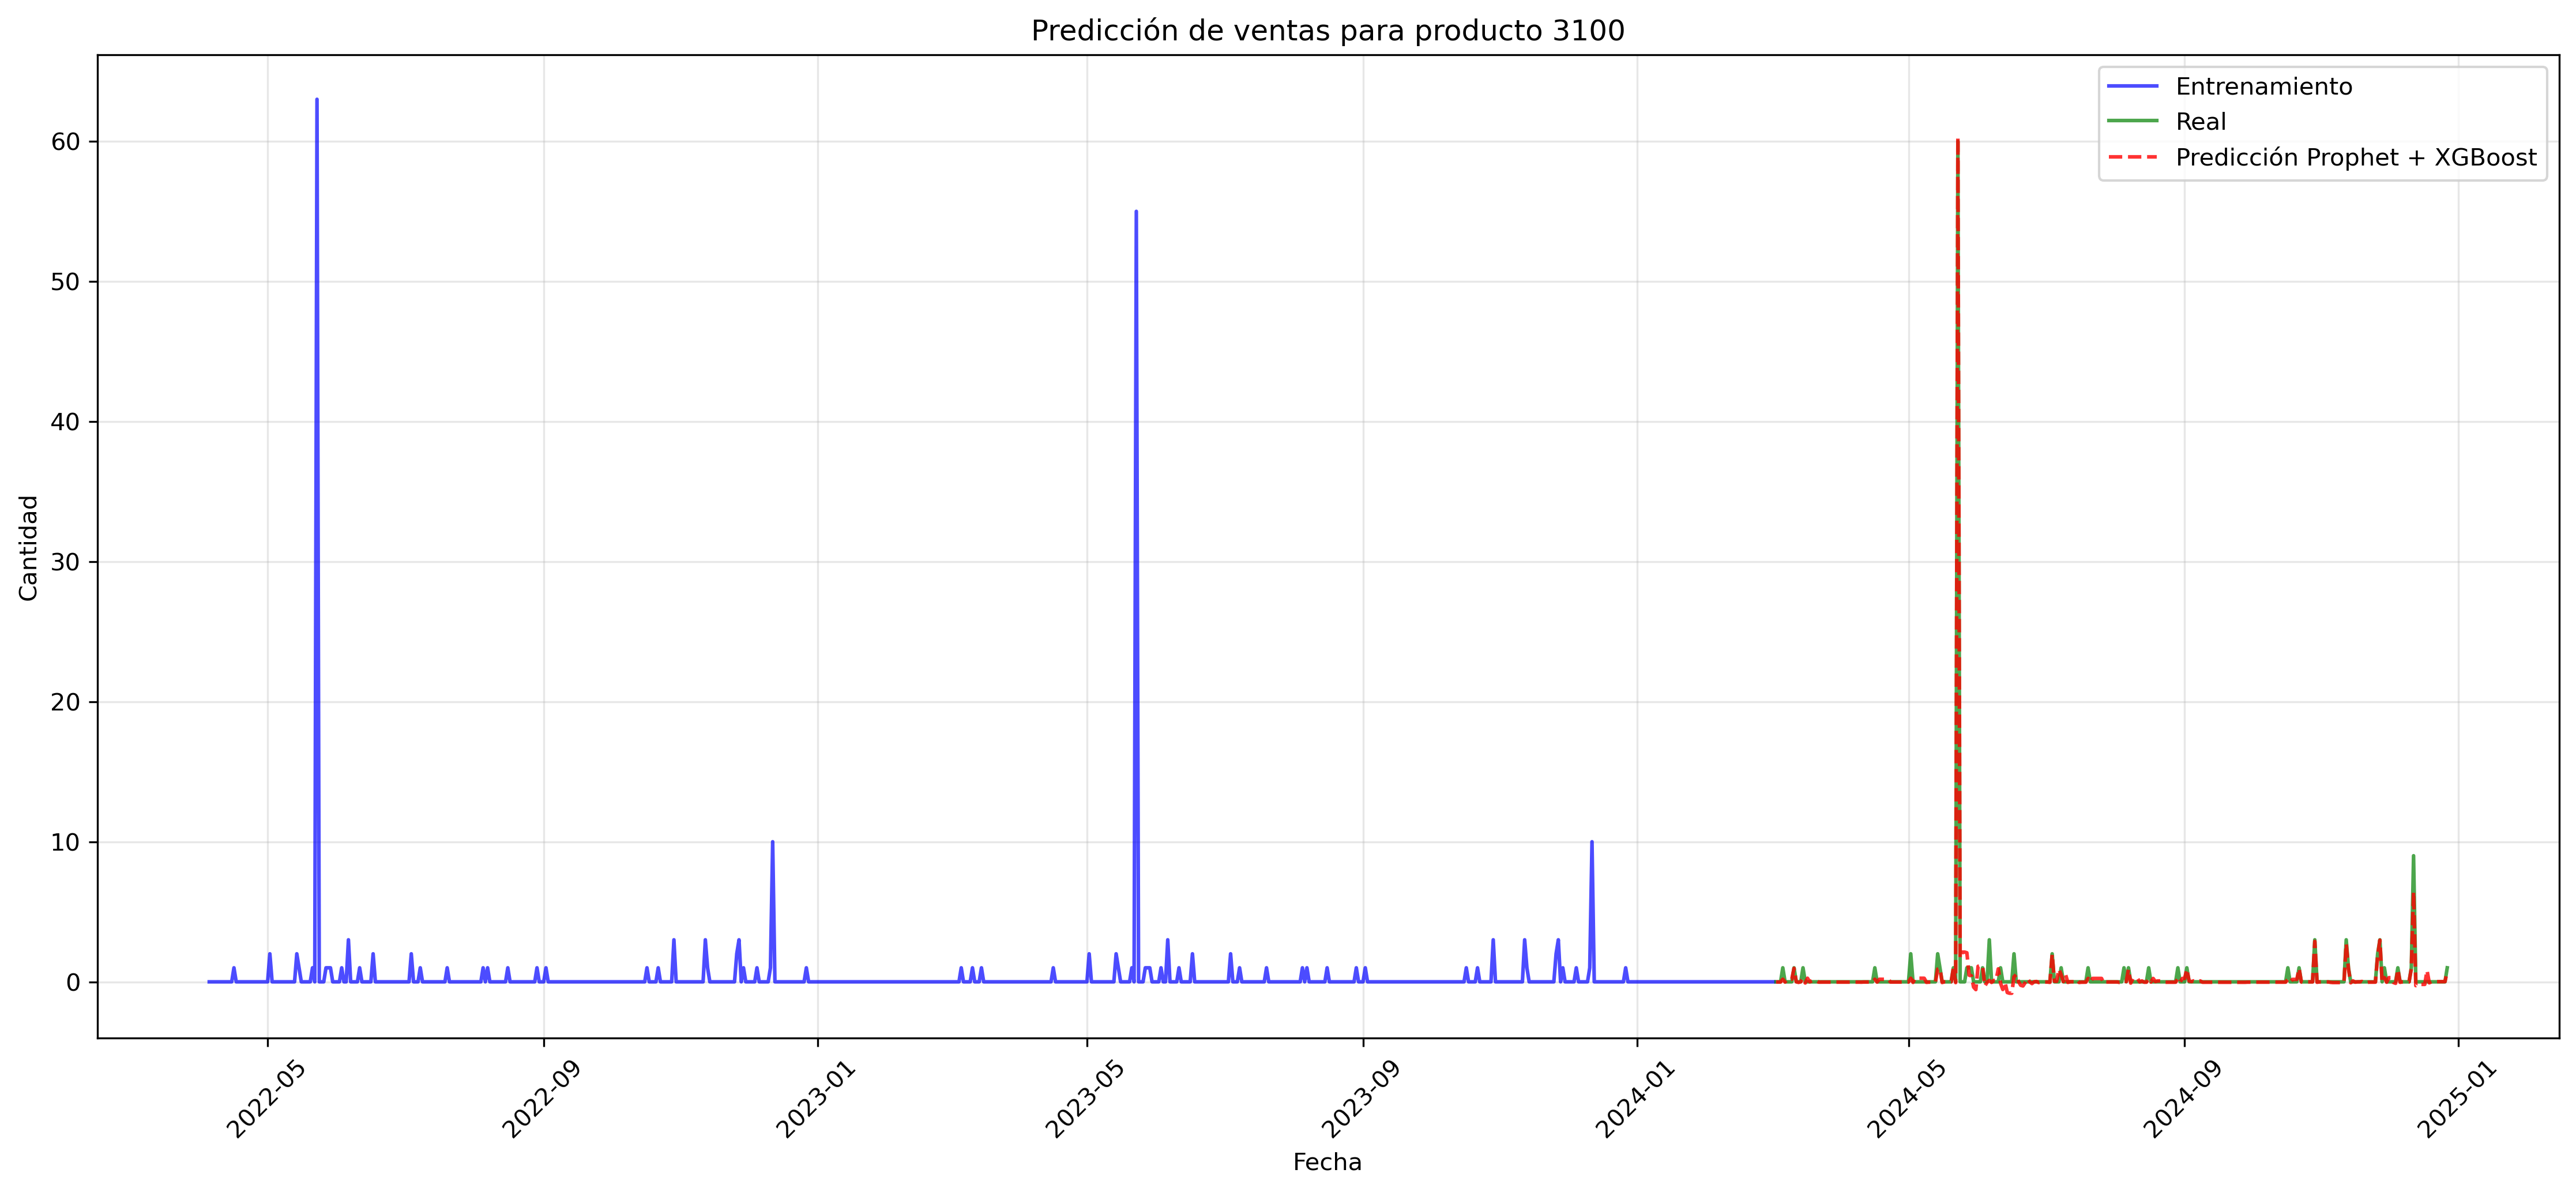 Predicción de ventas para producto 3100
Entrenamiento
Real
Predicción Prophet + XGBoost
Cantidad
60
50
40
30
20
10
0
2022-05
2022-09
2023-01
2023-05
2023-09
2024-01
2024-05
2024-09
2025-01
Fecha